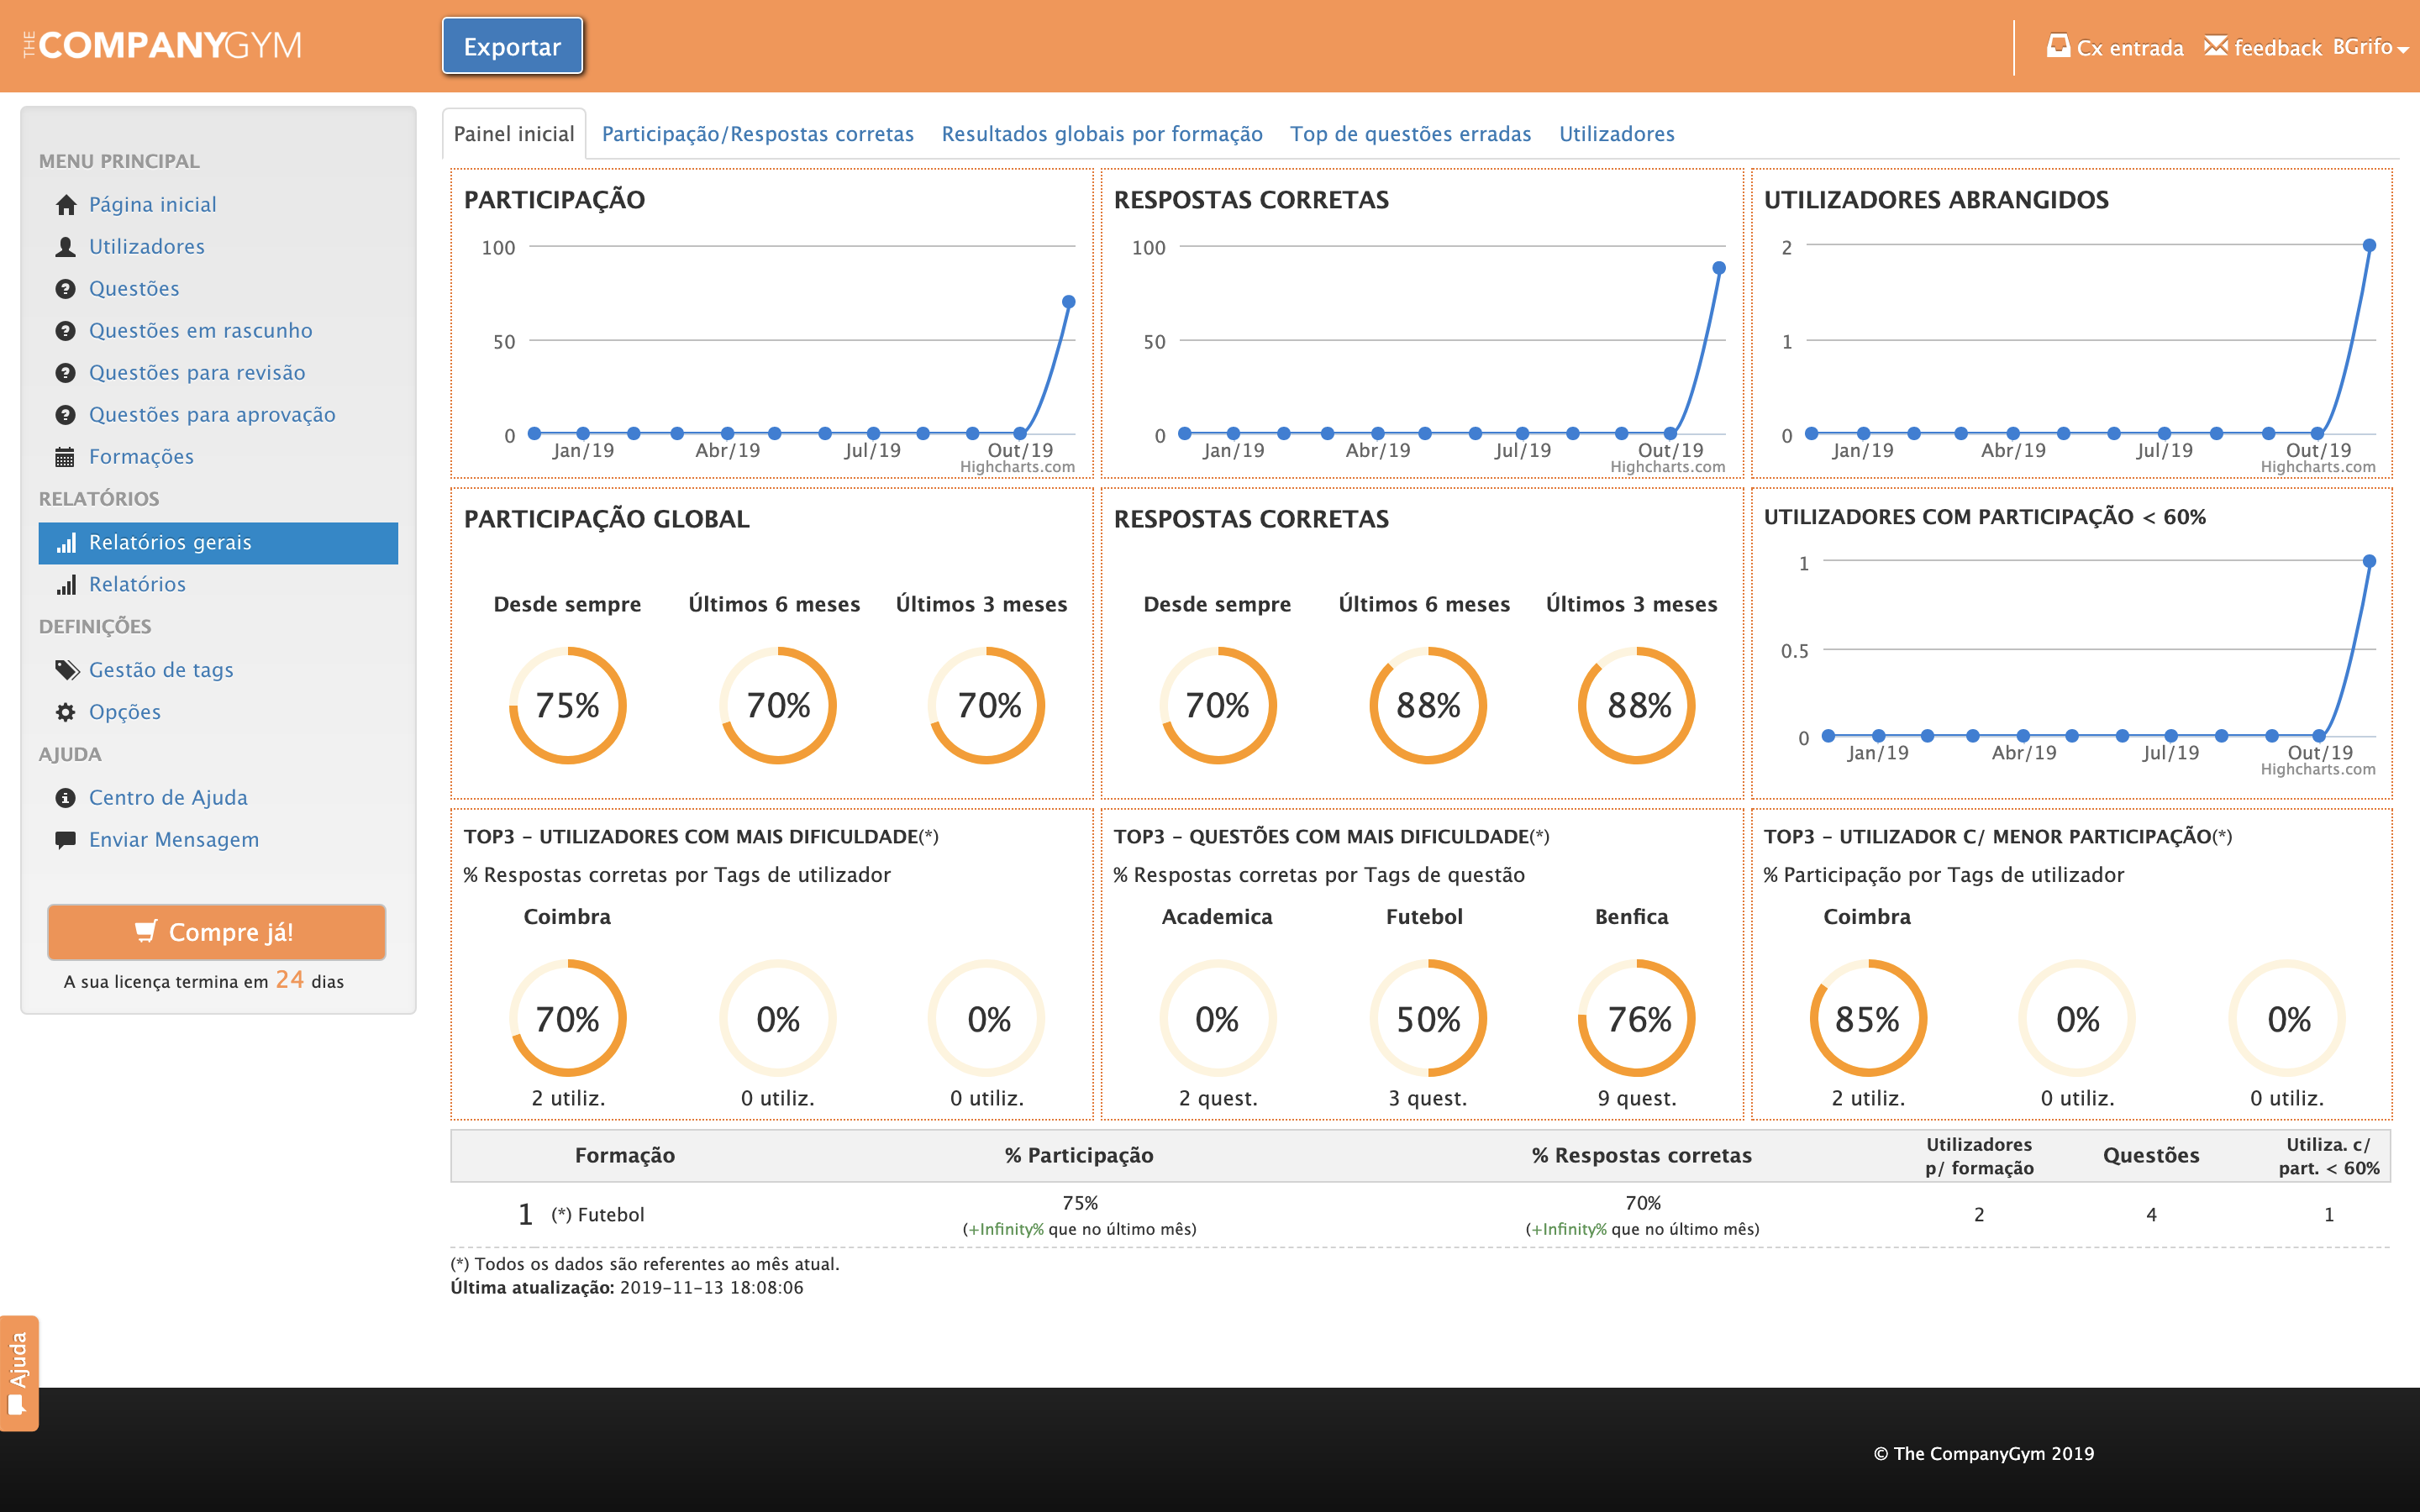 THE COMPANYGYM
Exportar
Cx entrada
feedback
BGrifo
MENU PRINCIPAL
Página inicial
Utilizadores
Questões
Questões em rascunho
Questões para revisão
Questões para aprovação
Formações
RELATÓRIOS
Relatórios gerais
Relatórios
DEFINIÇÕES
Gestão de tags
Opções
AJUDA
Centro de Ajuda
Enviar Mensagem
Compre já!
A sua licença termina em 24 dias
Painel inicial
Participação/Respostas corretas
Resultados globais por formação
Top de questões erradas
Utilizadores
PARTICIPAÇÃO
100
50
0
Jan/19 Abr/19 Jul/19 Out/19
Highcharts.com
RESPOSTAS CORRETAS
100
50
0
Jan/19 Abr/19 Jul/19 Out/19
Highcharts.com
UTILIZADORES ABRANGIDOS
2
1
0
Jan/19 Abr/19 Jul/19 Out/19
Highcharts.com
PARTICIPAÇÃO GLOBAL
Desde sempre Últimos 6 meses Últimos 3 meses
75% 70% 70%
RESPOSTAS CORRETAS
Desde sempre Últimos 6 meses Últimos 3 meses
70% 88% 88%
UTILIZADORES COM PARTICIPAÇÃO < 60%
1
0.5
0
Jan/19 Abr/19 Jul/19 Out/19
Highcharts.com
TOP3 - UTILIZADORES COM MAIS DIFICULDADE(*)
% Respostas corretas por Tags de utilizador
Coimbra
70% 0% 0%
2 utiliz. 0 utiliz. 0 utiliz.
TOP3 - QUESTÕES COM MAIS DIFICULDADE(*)
% Respostas corretas por Tags de questão
Academica Futebol Benfica
0% 50% 76%
2 quest. 3 quest. 9 quest.
TOP3 - UTILIZADOR C/ MENOR PARTICIPAÇÃO(*)
% Participação por Tags de utilizador
Coimbra
85% 0% 0%
2 utiliz. 0 utiliz. 0 utiliz.
Formação
% Participação
% Respostas corretas
Utilizadores
p/ formação
Questões
Utiliza. c/
part. < 60%
1 (*) Futebol
75%
(+Infinity% que no último mês)
70%
(+Infinity% que no último mês)
2
4
1
(*) Todos os dados são referentes ao mês atual.
Última atualização: 2019-11-13 18:08:06
Ajuda
© The CompanyGym 2019